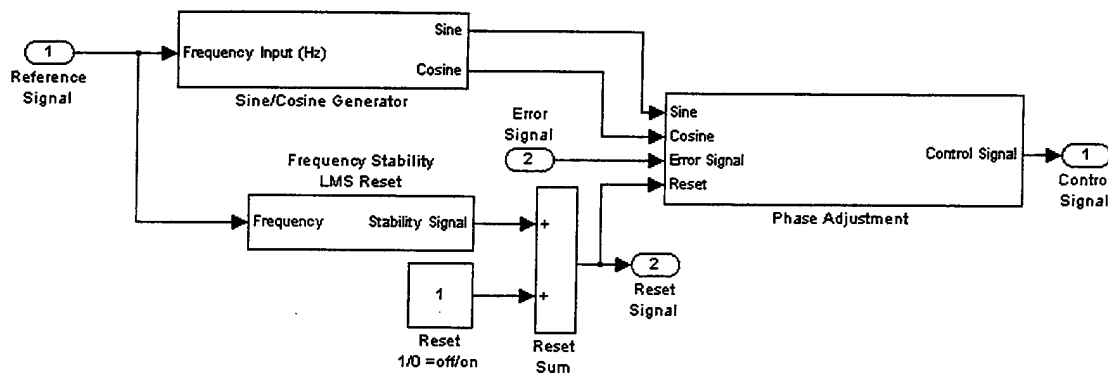 1
Reference
Signal
Frequency Input (Hz)
Sine
Cosine
Sine/Cosine Generator
Error
Signal
2
Sine
Cosine
Error Signal
Reset
Control Signal
Phase Adjustment
1
Control
Signal
Frequency Stability
LMS Reset
Frequency
Stability Signal
+
+
Reset
Sum
1
Reset
1/0 =off/on
2
Reset
Signal